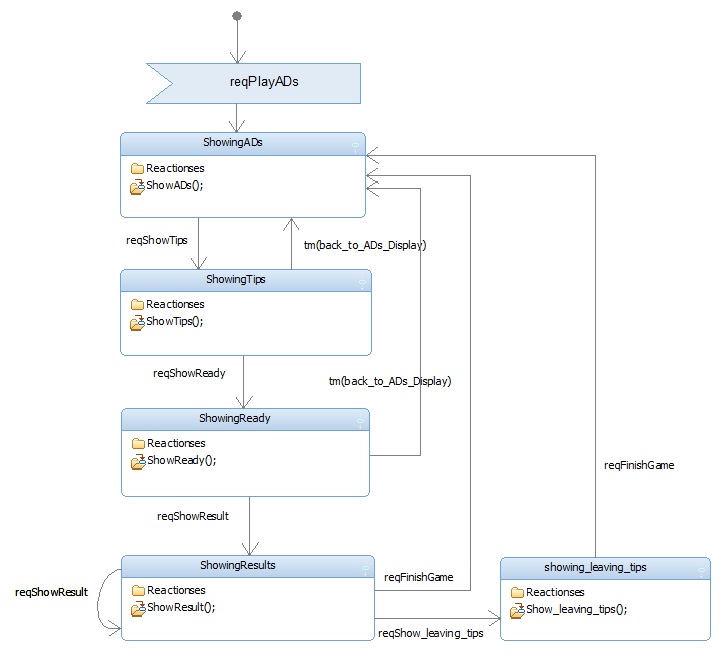 reqPlayADs
ShowingADs
Reactionses
ShowADs();
reqShowTips
tm(back_to_ADs_Display)
ShowingTips
Reactionses
ShowTips();
reqShowReady
tm(back_to_ADs_Display)
ShowingReady
Reactionses
ShowReady();
reqFinishGame
reqShowResult
ShowingResults
Reactionses
ShowResult();
reqShowResult
reqFinishGame
reqShow_leaving_tips
showing_leaving_tips
Reactionses
Show_leaving_tips();